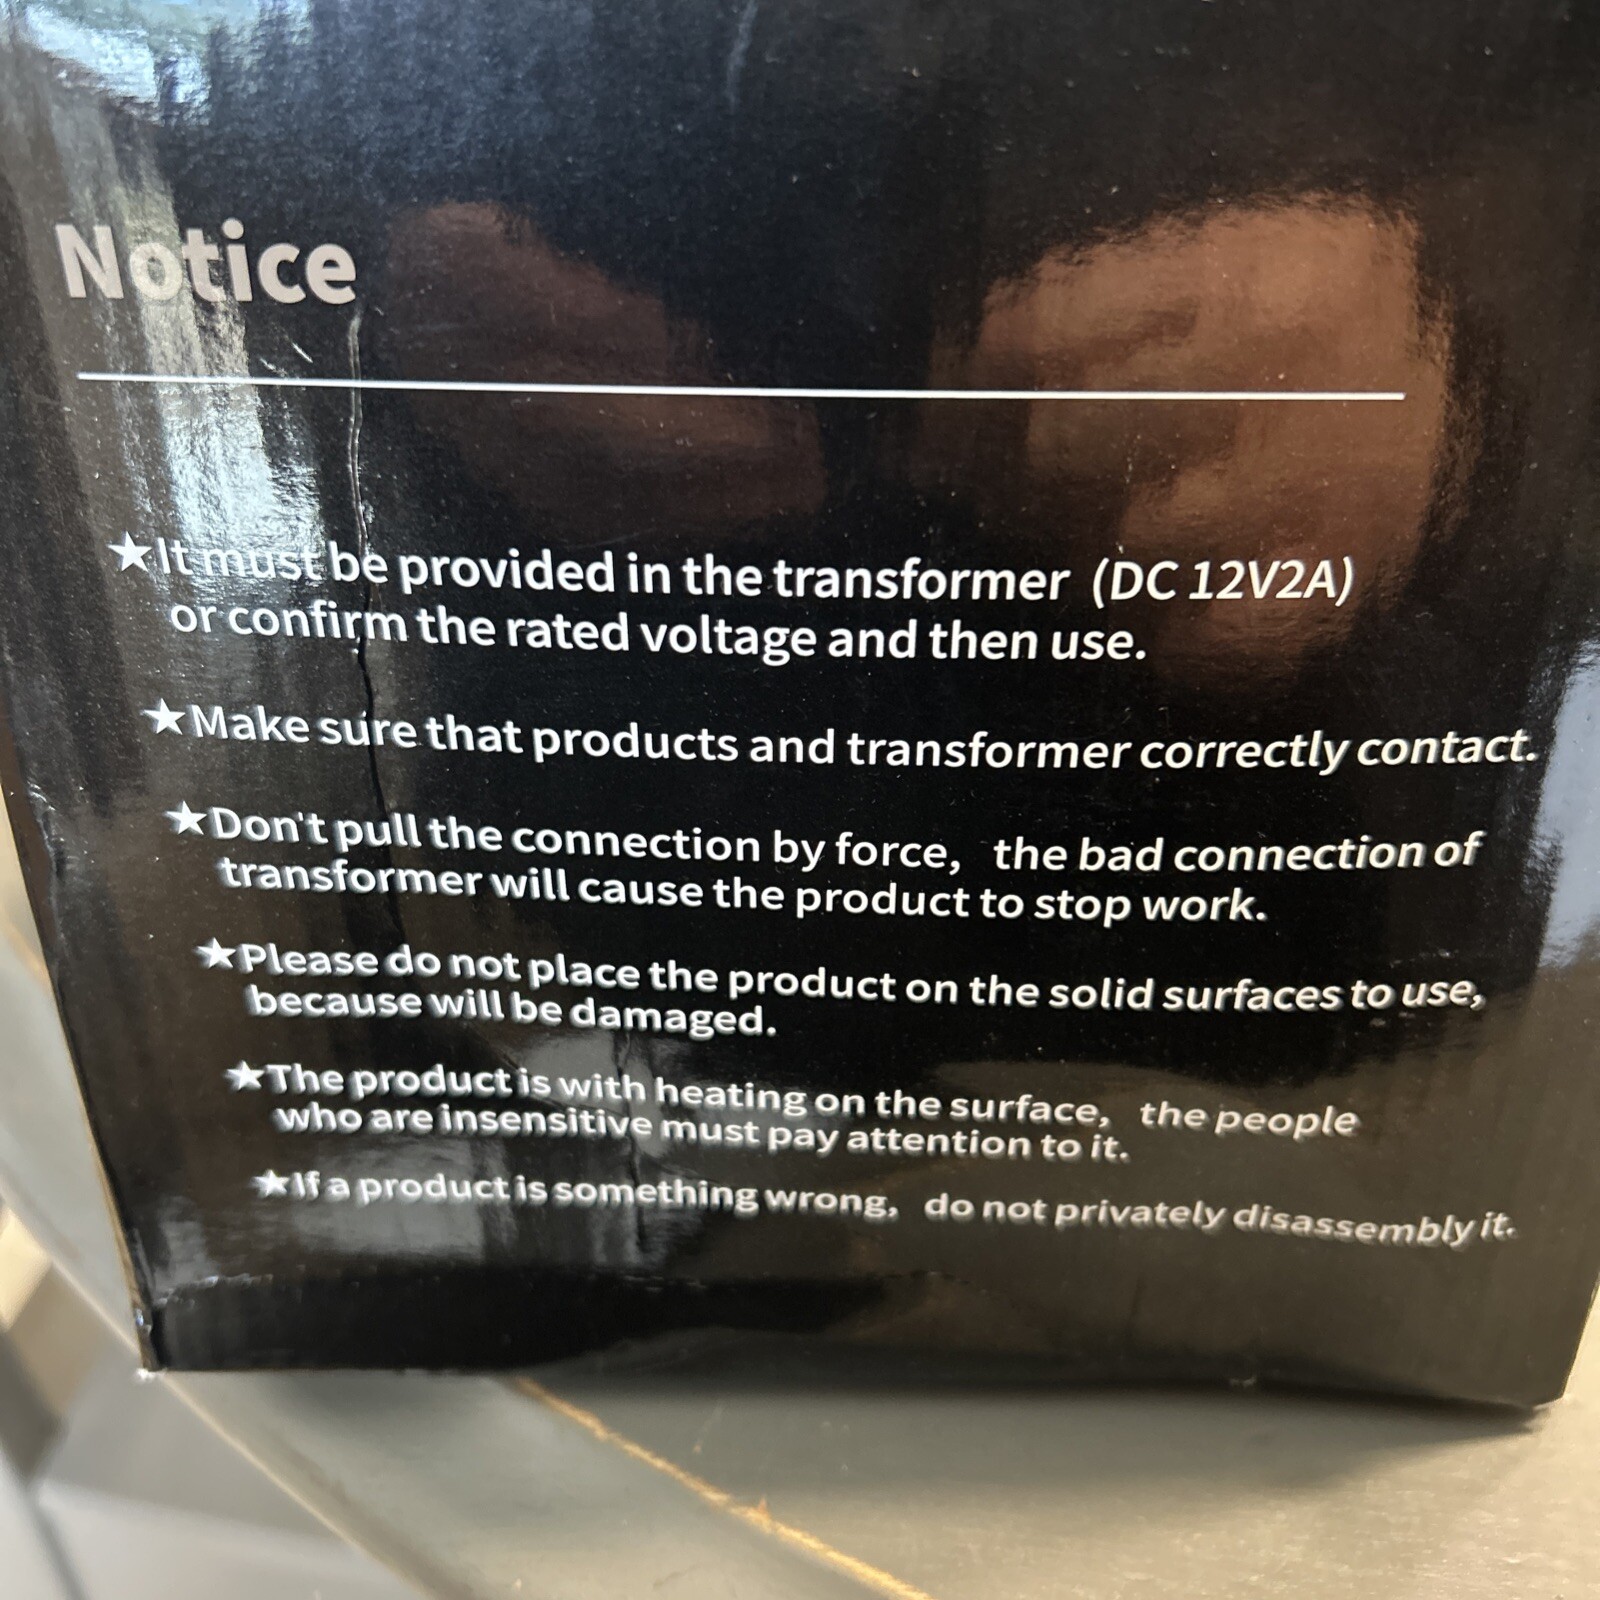 Notice
★It must be provided in the transformer (DC 12V2A)
or confirm the rated voltage and then use.
★Make sure that products and transformer correctly contact.
★Don't pull the connection by force, the bad connection of
transformer will cause the product to stop work.
★Please do not place the product on the solid surfaces to use,
because will be damaged.
★The product is with heating on the surface, the people
who are insensitive must pay attention to it.
★If a product is something wrong, do not privately disassembly it.